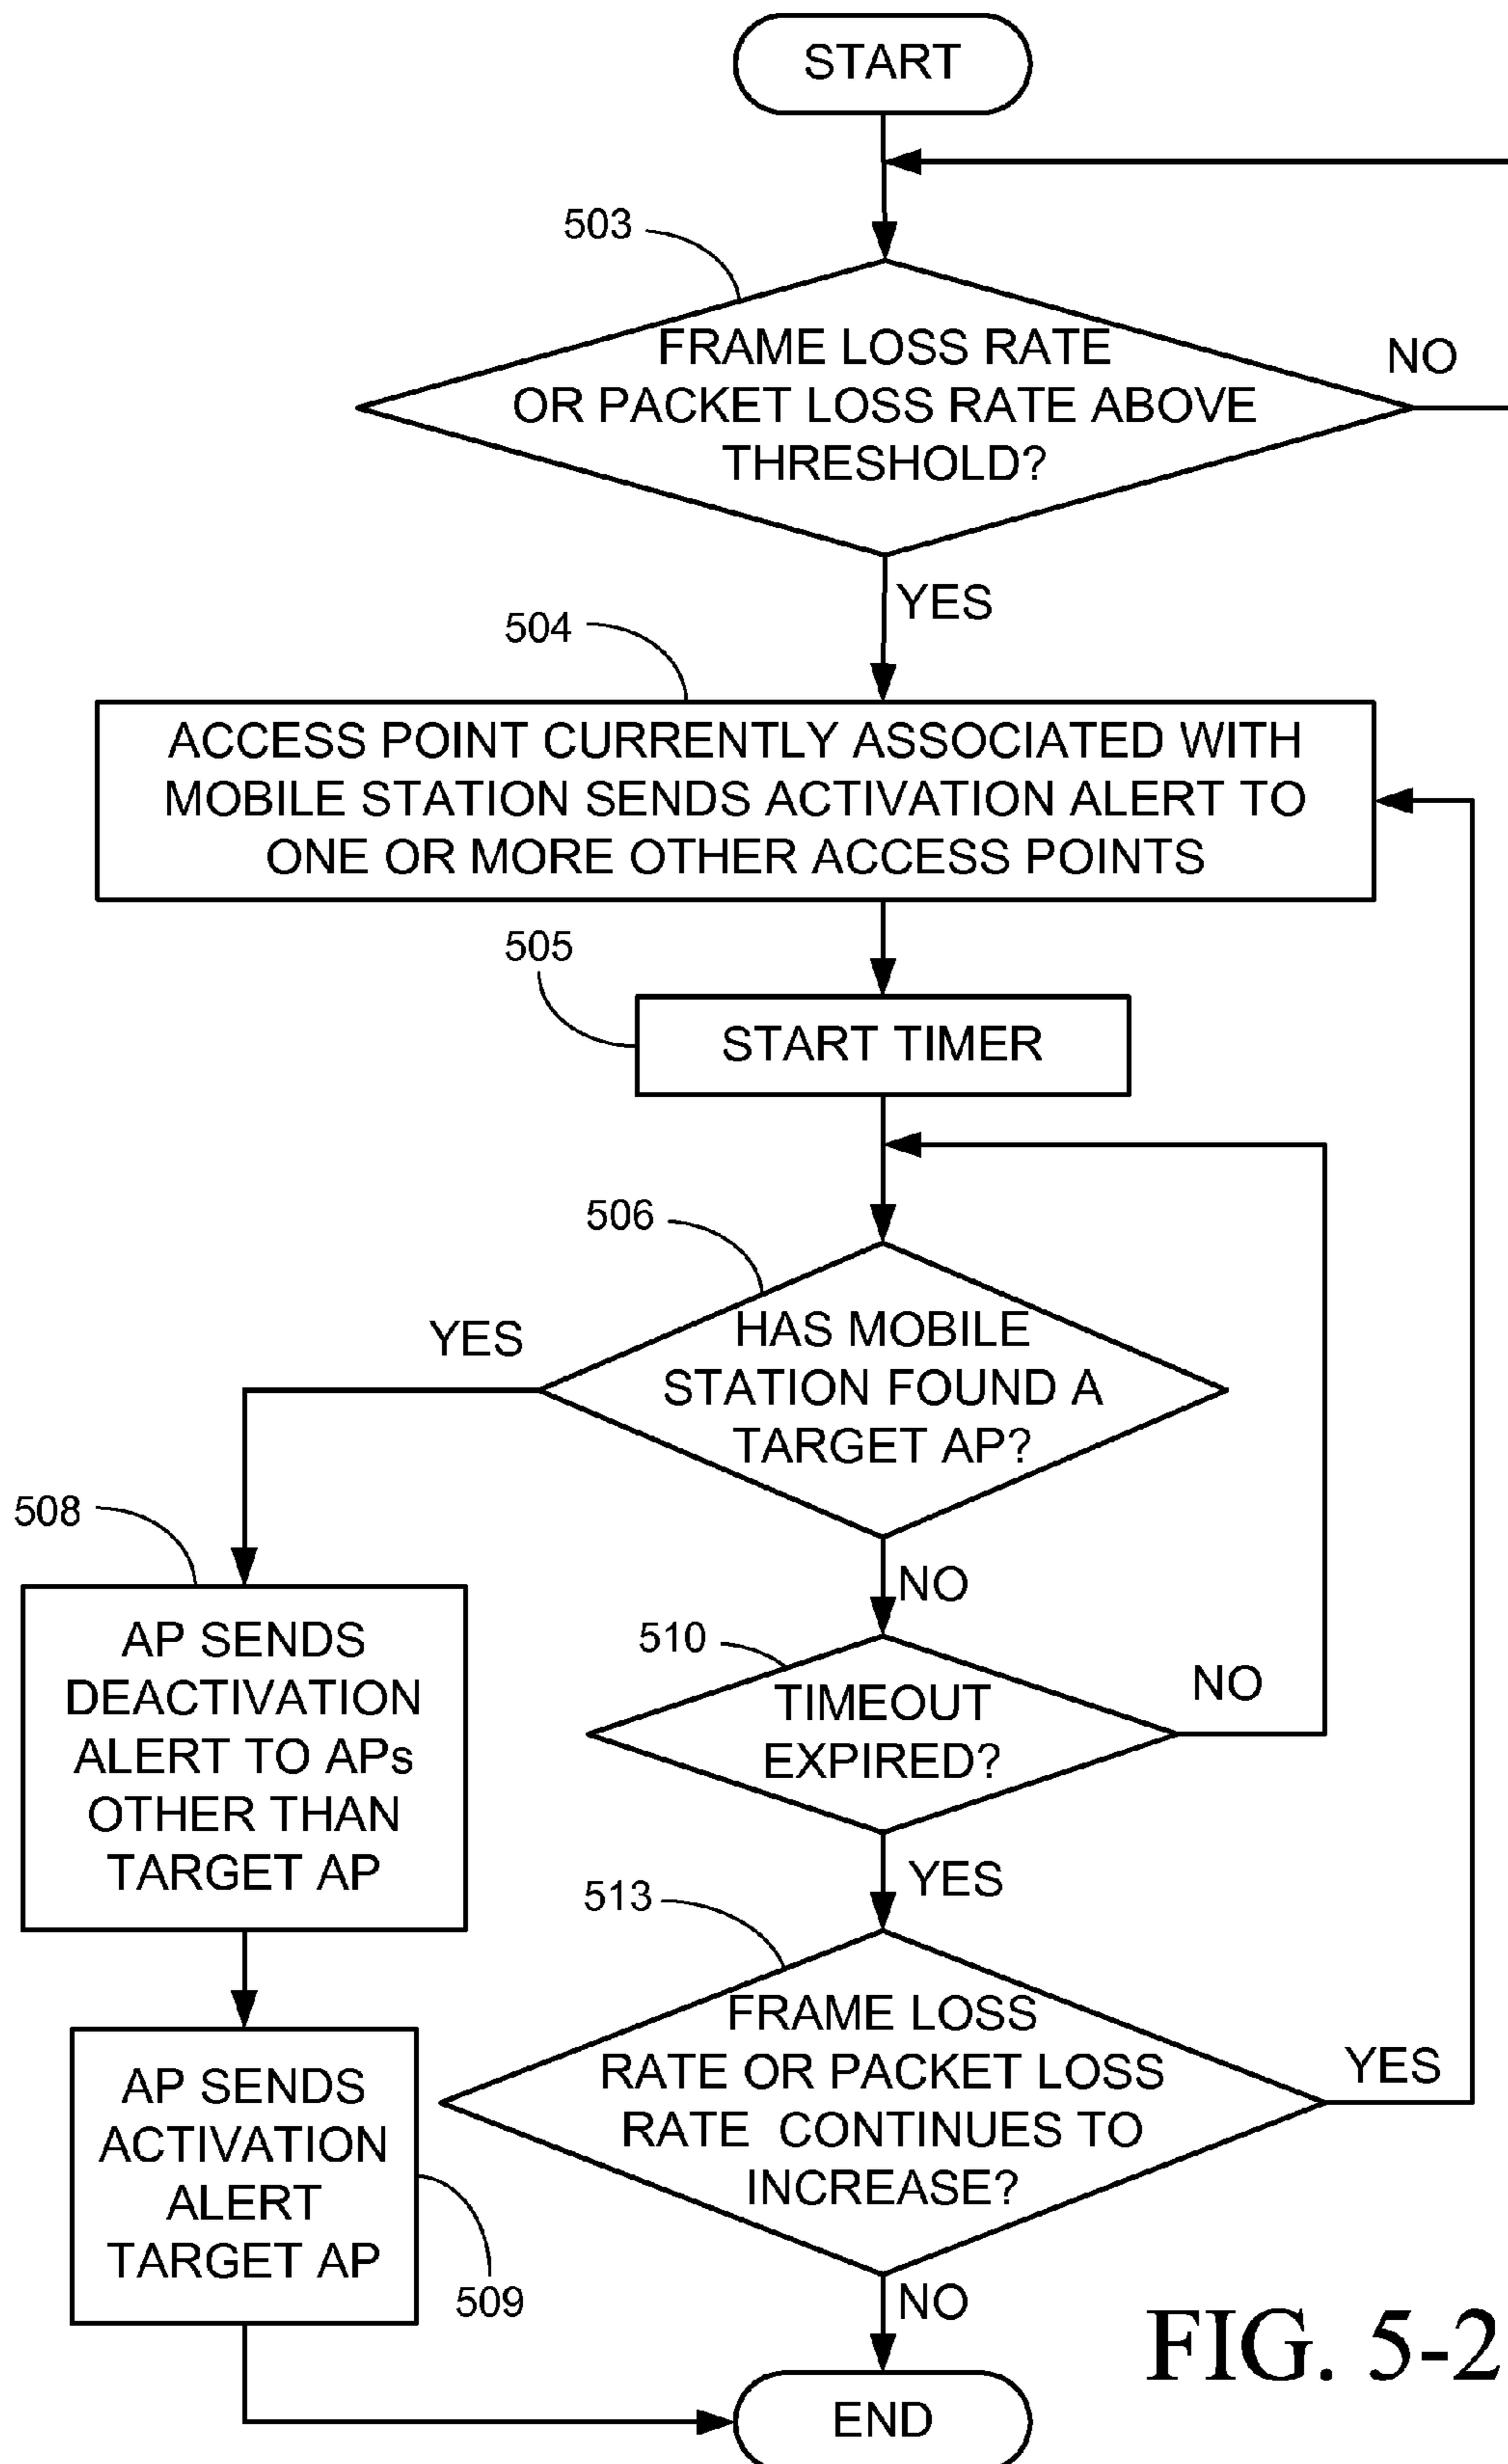 START
503
FRAME LOSS RATE
OR PACKET LOSS RATE ABOVE
THRESHOLD?
NO
YES
504
ACCESS POINT CURRENTLY ASSOCIATED WITH
MOBILE STATION SENDS ACTIVATION ALERT TO
ONE OR MORE OTHER ACCESS POINTS
505
START TIMER
506
HAS MOBILE
STATION FOUND A
TARGET AP?
YES
NO
508
AP SENDS
DEACTIVATION
ALERT TO APs
OTHER THAN
TARGET AP
510
TIMEOUT
EXPIRED?
NO
YES
513
FRAME LOSS
RATE OR PACKET LOSS
RATE CONTINUES TO
INCREASE?
YES
NO
AP SENDS
ACTIVATION
ALERT
TARGET AP
509
END
FIG. 5-2